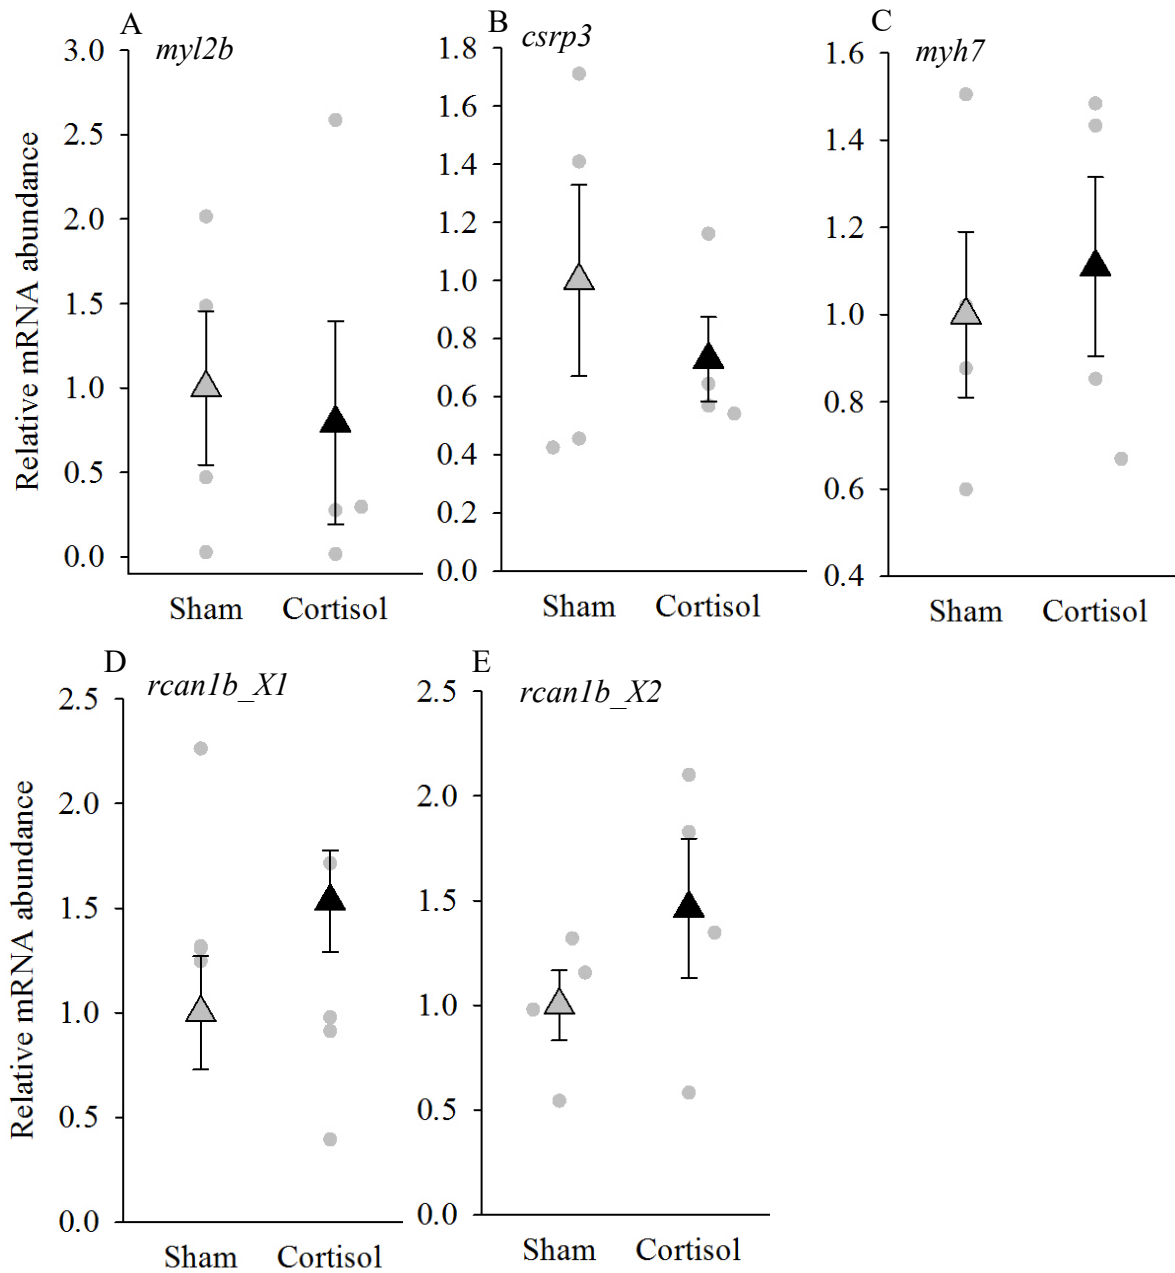 A
myl2b
Relative mRNA abundance
3.0
2.5
2.0
1.5
1.0
0.5
0.0
Sham Cortisol
B
csrp3
1.8
1.6
1.4
1.2
1.0
0.8
0.6
0.4
0.2
0.0
Sham Cortisol
C
myh7
1.6
1.4
1.2
1.0
0.8
0.6
0.4
Sham Cortisol
D
rcan1b_X1
Relative mRNA abundance
2.5
2.0
1.5
1.0
0.5
0.0
Sham Cortisol
E
rcan1b_X2
2.5
2.0
1.5
1.0
0.5
0.0
Sham Cortisol